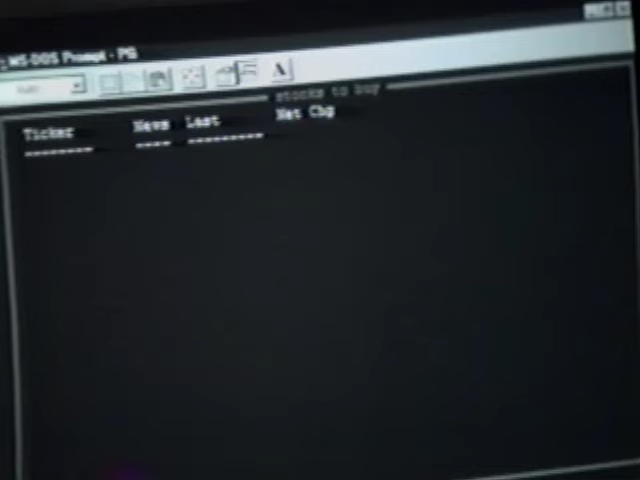 MS-DOS Prompt - PG
Auto
A
stocks to buy
Ticker News Last Net Chg